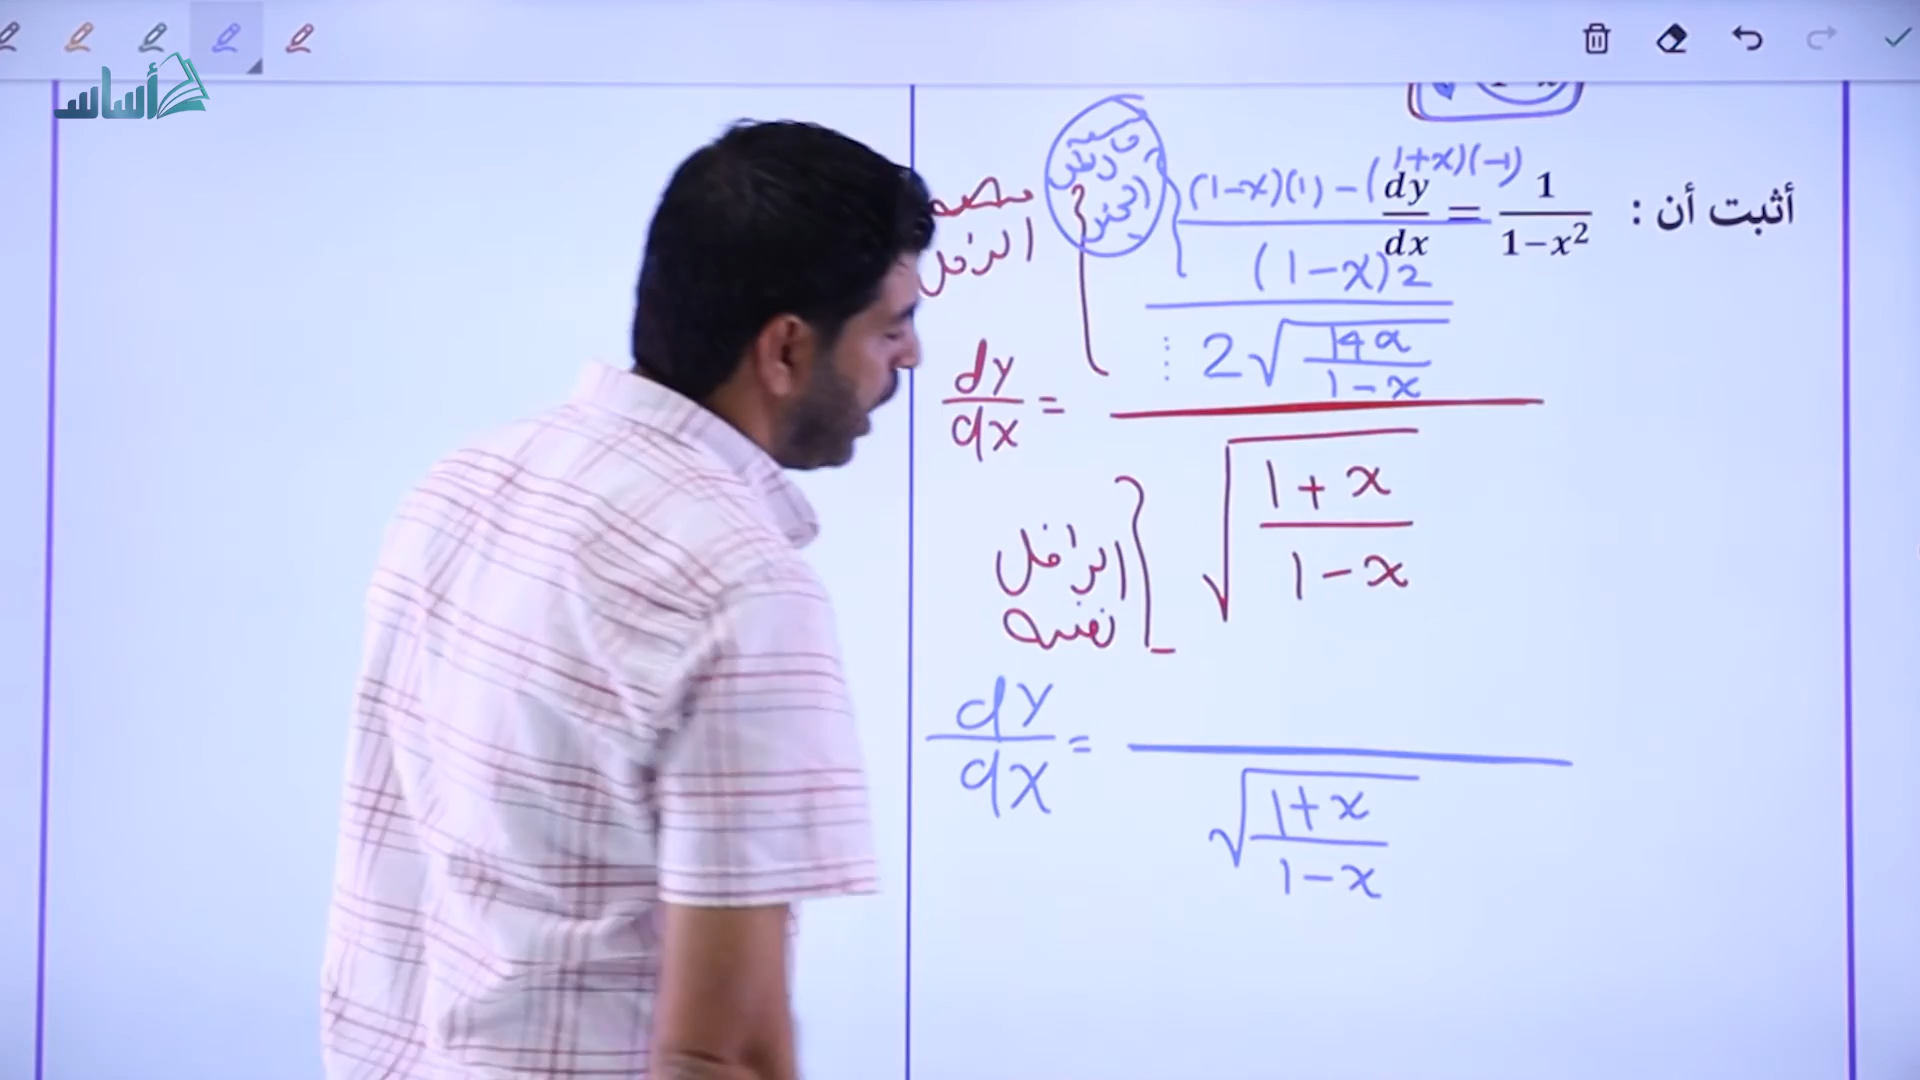 أساس
أثبت أن : dy/dx = 1/(1-x²)
((1-x)(1) - (1+x)(-1))/(1-x)2
2√((1+x)/(1-x))
الداخل
dy/dx =
√((1+x)/(1-x))
الداخل
نفسه
dy/dx =
√((1+x)/(1-x))